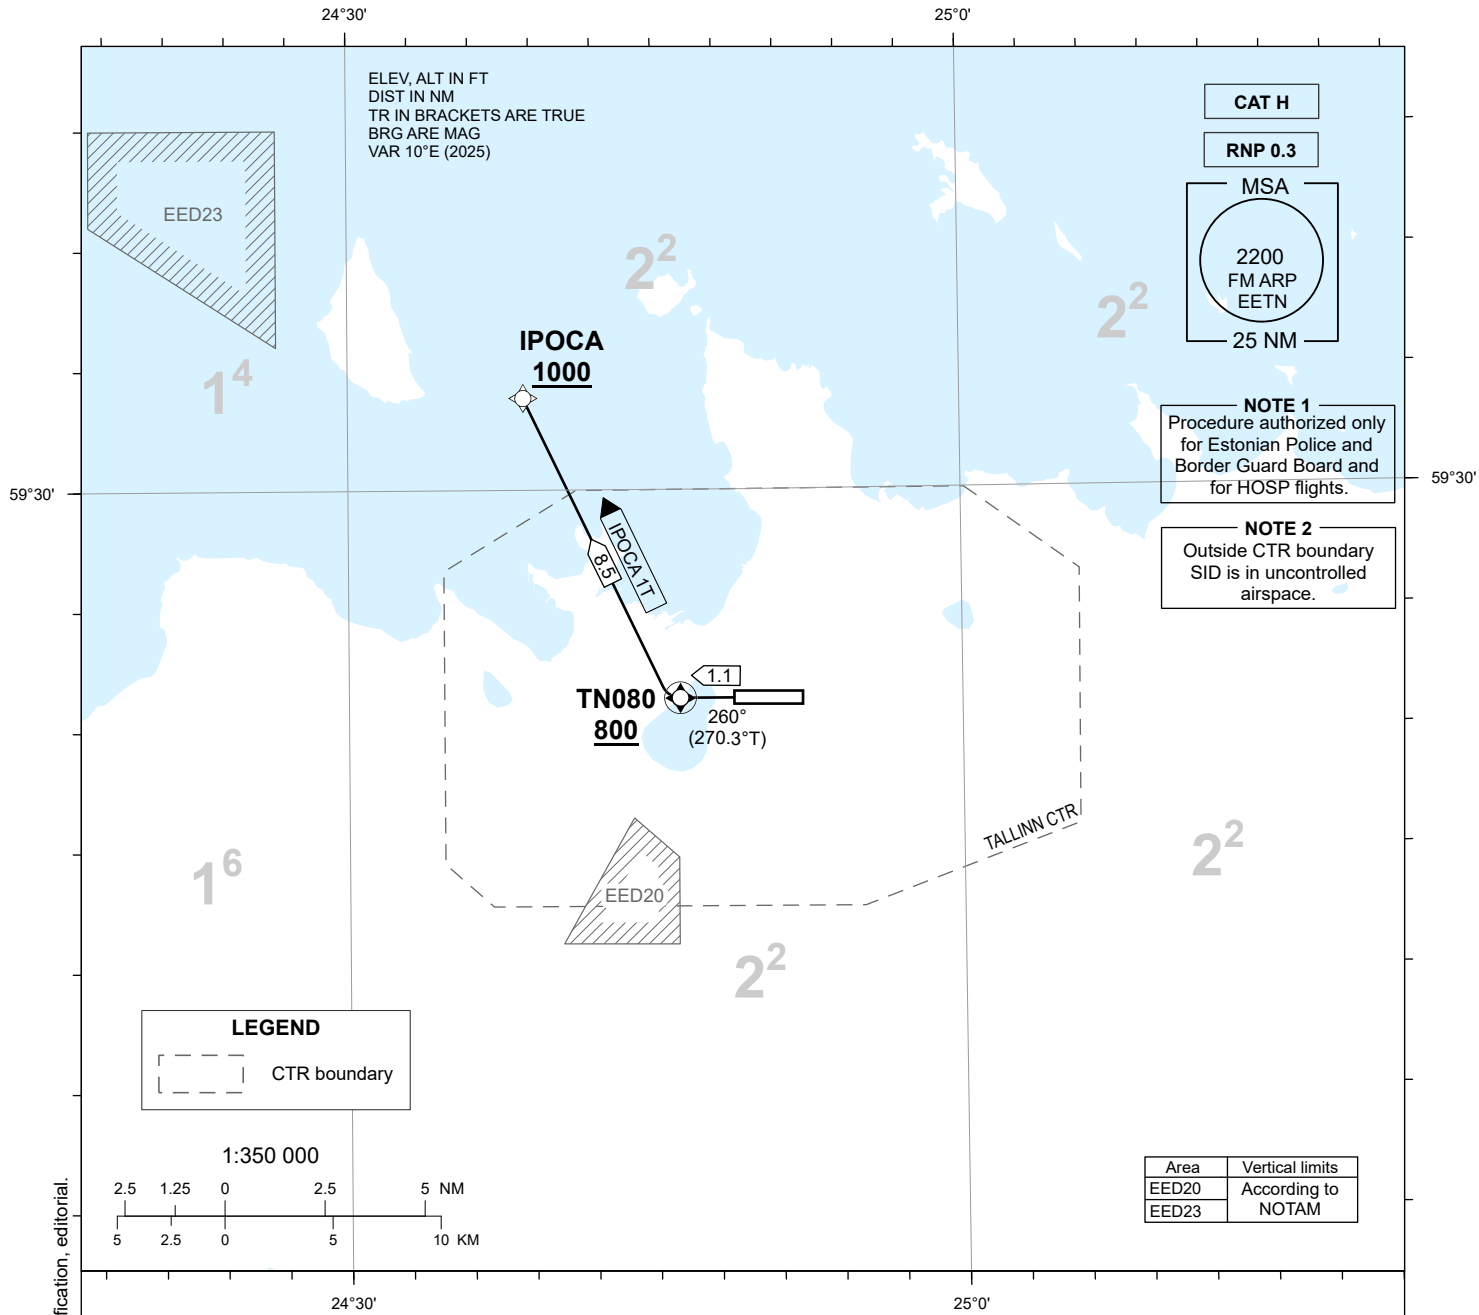 24°30'
25°0'
ELEV, ALT IN FT
DIST IN NM
TR IN BRACKETS ARE TRUE
BRG ARE MAG
VAR 10°E (2025)
CAT H
RNP 0.3
MSA
2200
FM ARP
EETN
25 NM
EED23
2²
2²
1⁴
IPOCA
1000
NOTE 1
Procedure authorized only
for Estonian Police and
Border Guard Board and
for HOSP flights.
59°30'
59°30'
NOTE 2
Outside CTR boundary
SID is in uncontrolled
airspace.
IPOCA 1T
8.5
1.1
TN080
800
260°
(270.3°T)
TALLINN CTR
1⁶
2²
EED20
2²
LEGEND
CTR boundary
1:350 000
2.5 1.25 0 2.5 5 NM
5 2.5 0 5 10 KM
Area Vertical limits
EED20 According to
EED23 NOTAM
fication, editorial.
24°30'
25°0'